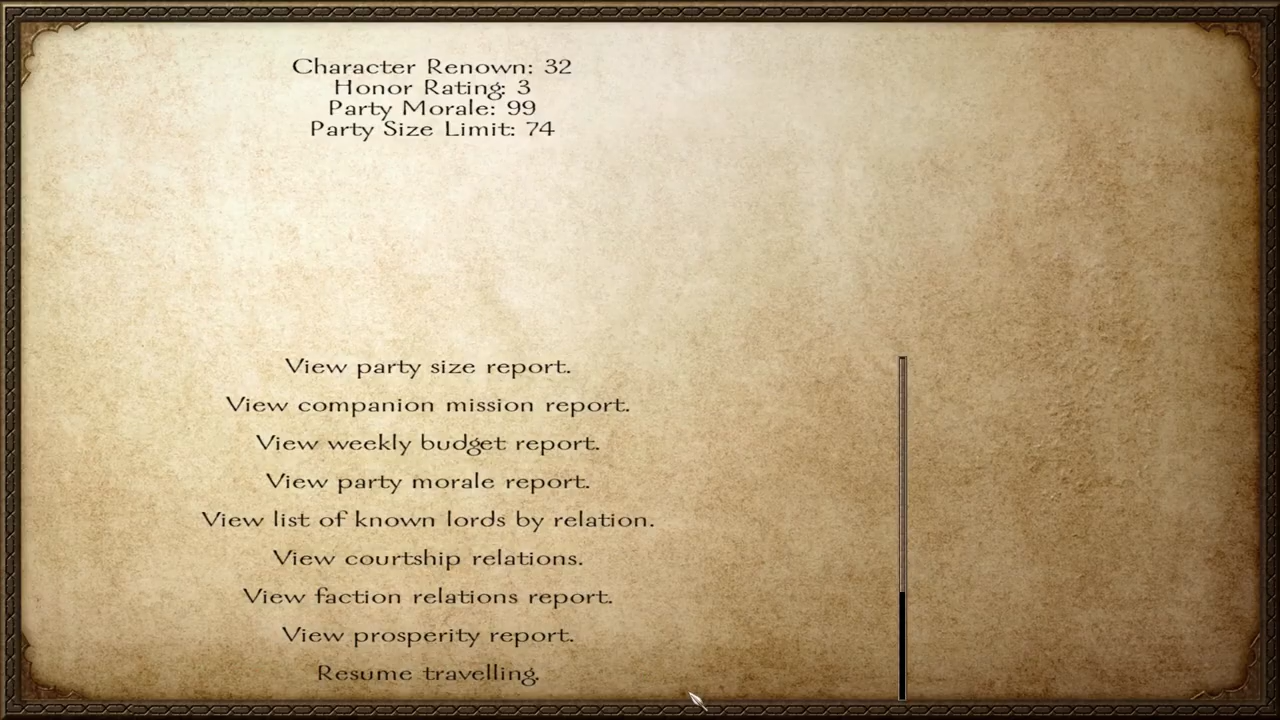 Character Renown: 32
Honor Rating: 3
Party Morale: 99
Party Size Limit: 74
View party size report.
View companion mission report.
View weekly budget report.
View party morale report.
View list of known lords by relation.
View courtship relations.
View faction relations report.
View prosperity report.
Resume travelling.